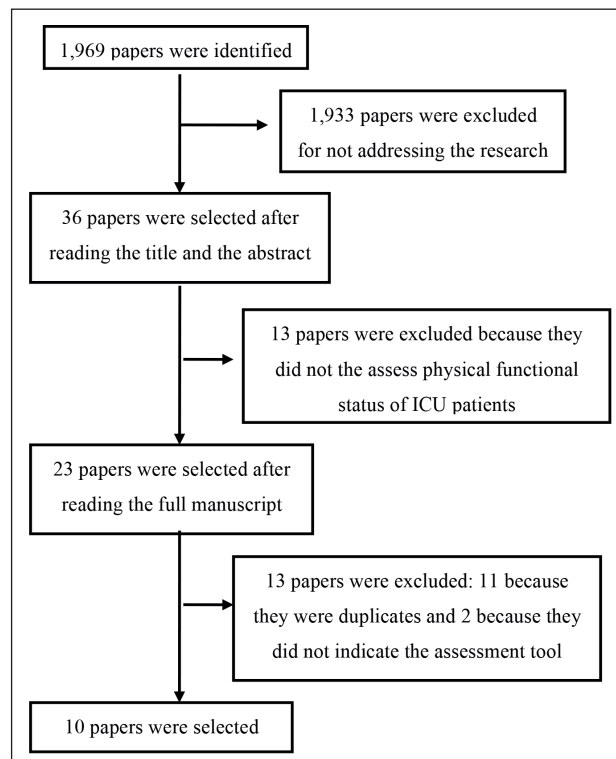 1,969 papers were identified
1,933 papers were excluded
for not addressing the research
36 papers were selected after
reading the title and the abstract
13 papers were excluded because they
did not the assess physical functional
status of ICU patients
23 papers were selected after
reading the full manuscript
13 papers were excluded: 11 because
they were duplicates and 2 because they
did not indicate the assessment tool
10 papers were selected